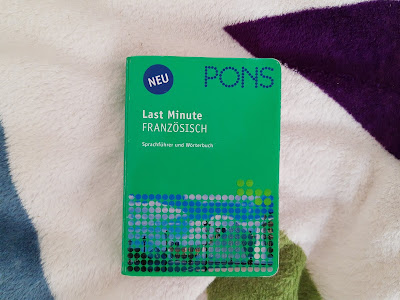 NEU
PONS
Last Minute
FRANZÖSISCH
Sprachführer und Wörterbuch